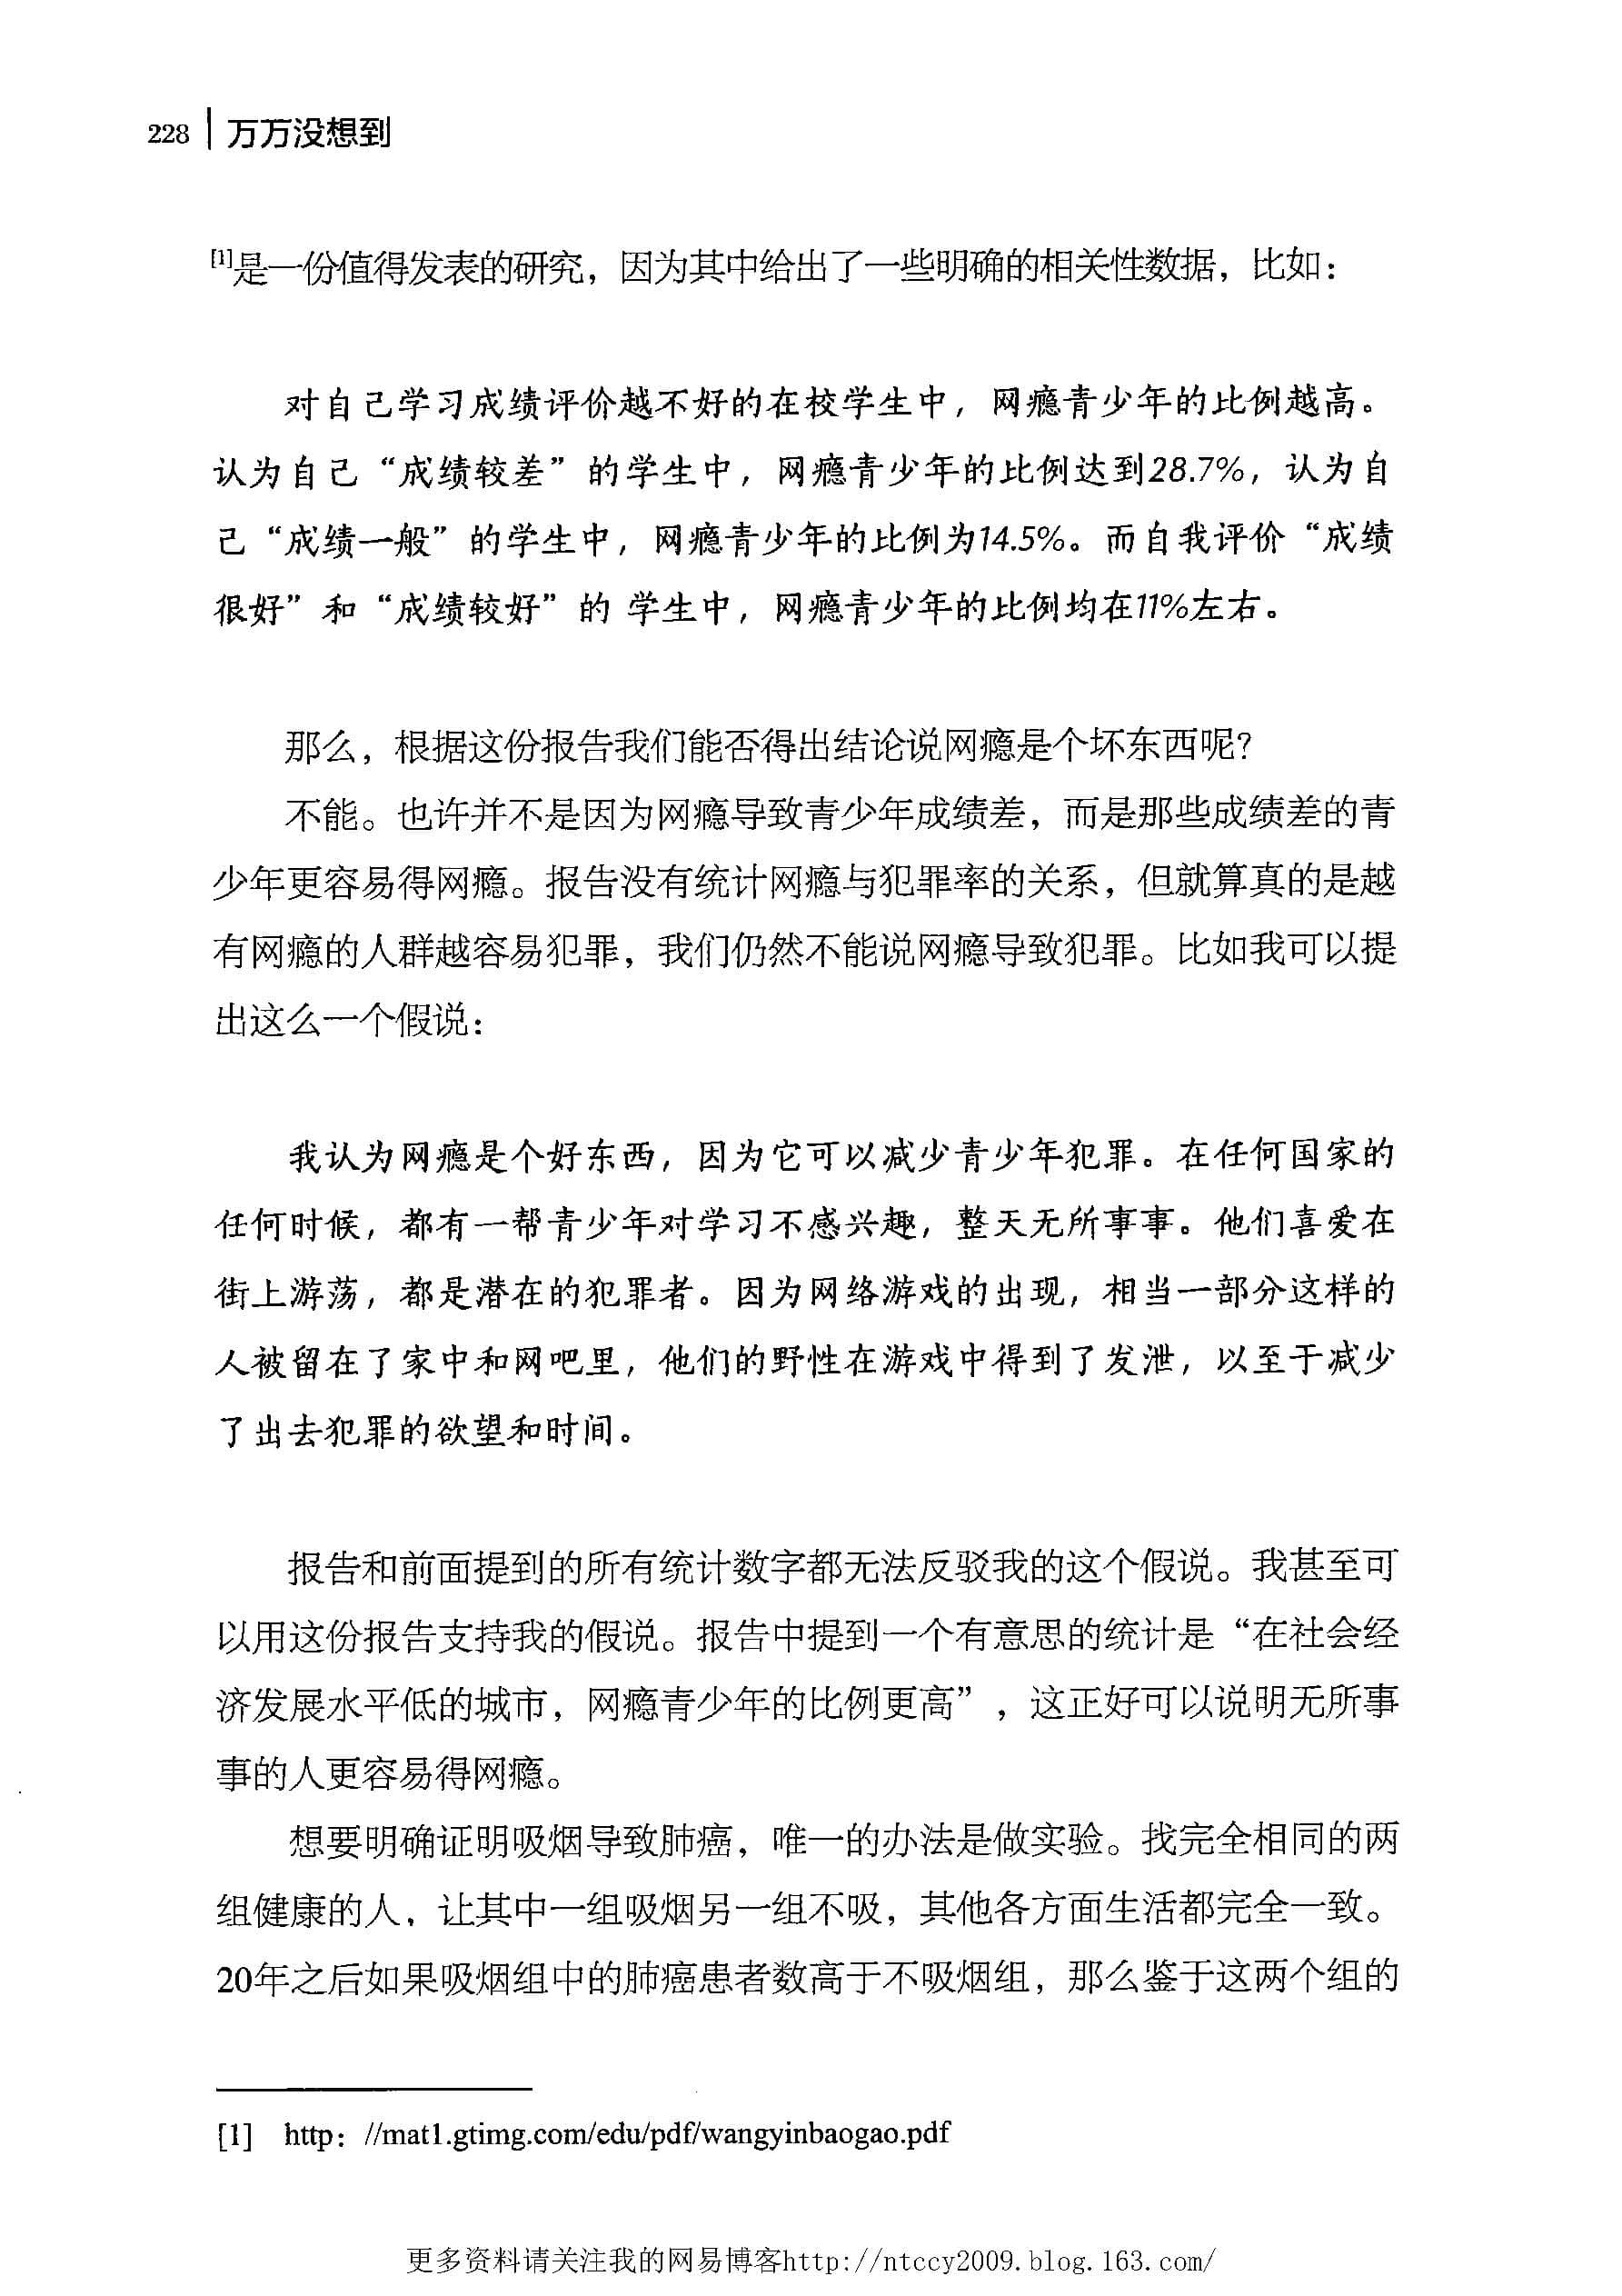 228 | 万万没想到
[1]是一份值得发表的研究，因为其中给出了一些明确的相关性数据，比如：
对自己学习成绩评价越不好的在校学生中，网瘾青少年的比例越高。
认为自己“成绩较差”的学生中，网瘾青少年的比例达到28.7%，认为自
己“成绩一般”的学生中，网瘾青少年的比例为14.5%。而自我评价“成绩
很好”和“成绩较好”的 学生中，网瘾青少年的比例均在11%左右。
那么，根据这份报告我们能否得出结论说网瘾是个坏东西呢？
不能。也许并不是因为网瘾导致青少年成绩差，而是那些成绩差的青
少年更容易得网瘾。报告没有统计网瘾与犯罪率的关系，但就算真的是越
有网瘾的人群越容易犯罪，我们仍然不能说网瘾导致犯罪。比如我可以提
出这么一个假说：
我认为网瘾是个好东西，因为它可以减少青少年犯罪。在任何国家的
任何时候，都有一帮青少年对学习不感兴趣，整天无所事事。他们喜爱在
街上游荡，都是潜在的犯罪者。因为网络游戏的出现，相当一部分这样的
人被留在了家中和网吧里，他们的野性在游戏中得到了发泄，以至于减少
了出去犯罪的欲望和时间。
报告和前面提到的所有统计数字都无法反驳我的这个假说。我甚至可
以用这份报告支持我的假说。报告中提到一个有意思的统计是“在社会经
济发展水平低的城市，网瘾青少年的比例更高”，这正好可以说明无所事
事的人更容易得网瘾。
想要明确证明吸烟导致肺癌，唯一的办法是做实验。找完全相同的两
组健康的人，让其中一组吸烟另一组不吸，其他各方面生活都完全一致。
20年之后如果吸烟组中的肺癌患者数高于不吸烟组，那么鉴于这两个组的
[1] http：//mat1.gtimg.com/edu/pdf/wangyinbaogao.pdf
更多资料请关注我的网易博客http://ntccy2009.blog.163.com/